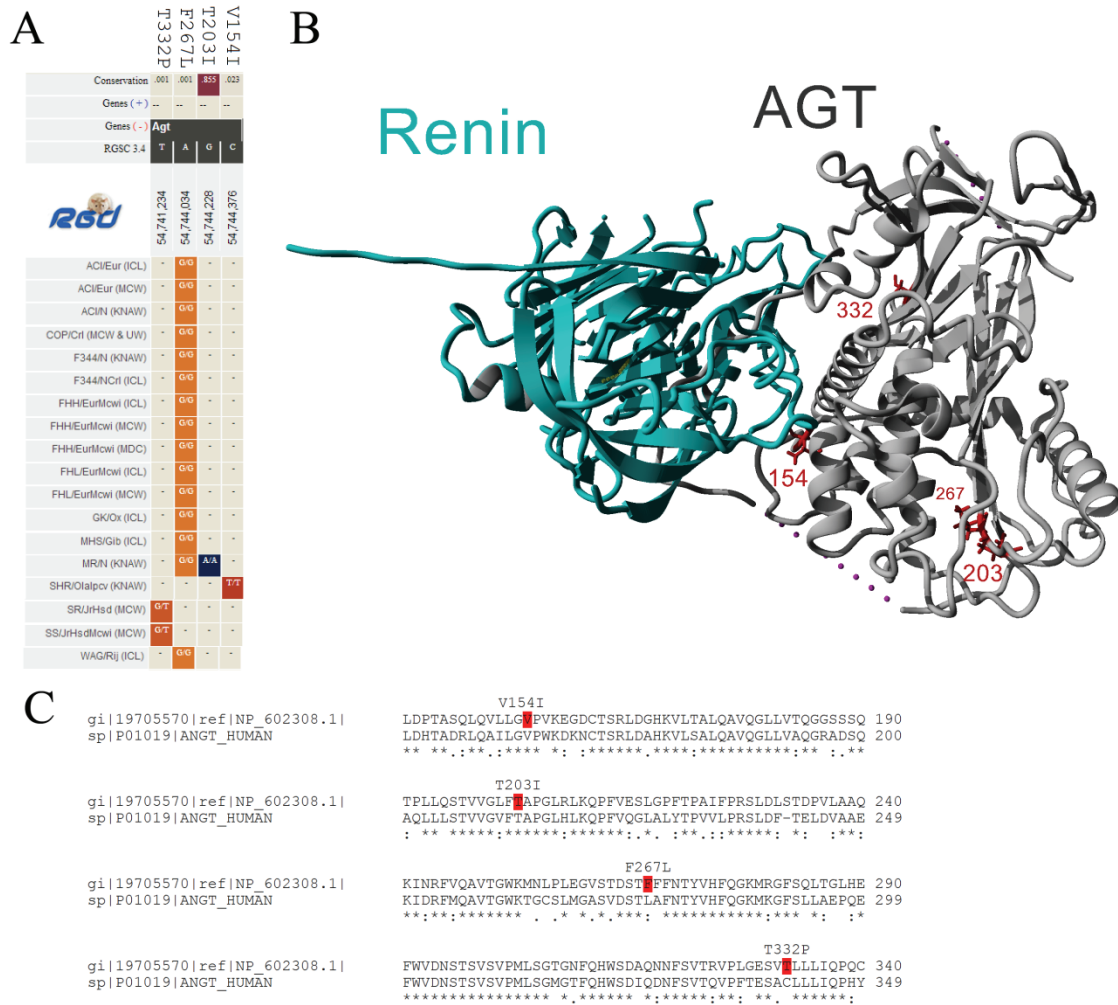 A
T332P F267L T203I V154I
Conservation .001 .001 .855 .023
Genes (+) -- -- -- --
Genes (-) Agt
RGSC 3.4 T A G C
RGD 54,741,234 54,744,034 54,744,228 54,744,376
ACI/Eur (ICL) - G/G - -
ACI/Eur (MCW) - G/G - -
ACI/N (KNAW) - G/G - -
COP/Crl (MCW & UW) - G/G - -
F344/N (KNAW) - G/G - -
F344/NCrl (ICL) - G/G - -
FHH/EurMcwi (ICL) - G/G - -
FHH/EurMcwi (MCW) - G/G - -
FHH/EurMcwi (MDC) - G/G - -
FHL/EurMcwi (ICL) - G/G - -
FHL/EurMcwi (MCW) - G/G - -
GK/Ox (ICL) - G/G - -
MHS/Gib (ICL) - G/G - -
MR/N (KNAW) - G/G A/A -
SHR/OlaIpcv (KNAW) - - - T/T
SR/JrHsd (MCW) G/T - - -
SS/JrHsdMcwi (MCW) G/T - - -
WAG/Rij (ICL) - G/G - -
B
Renin
AGT
332
154
267
203
C
V154I
gi|19705570|ref|NP_602308.1| LDPTASQLQVLLGVPVKEGDCTSRLDGHKVLTALQAVQGLLVTQGGSSSQ 190
sp|P01019|ANGT_HUMAN LDHTADRLQAILGVPWKDKNCTSRLDAHKVLSALQAVQGLLVAQGRADSQ 200
** **.:**.:**** *: :******.****:**********:** :.**
T203I
gi|19705570|ref|NP_602308.1| TPLLQSTVVGLFTAPGLRLKQPFVESLGPFTPAIFPRSLDLSTDPVLAAQ 240
sp|P01019|ANGT_HUMAN AQLLLSTVVGVFTAPGLHLKQPFVQGLALYTPVVLPRSLDF-TELDVAAE 249
: ** *****:******:******:.*. :**.::*****: *: :**:
F267L
gi|19705570|ref|NP_602308.1| KINRFVQAVTGWKMNLPLEGVSTDSTFFFNTYVHFQGKMRGFSQLTGLHE 290
sp|P01019|ANGT_HUMAN KIDRFMQAVTGWKTGCSLMGASVDSTLAFNTYVHFQGKMKGFSLLAEPQE 299
**:**:******* . .* *.*.***: ***********:*** *: :*
T332P
gi|19705570|ref|NP_602308.1| FWVDNSTSVSVPMLSGTGNFQHWSDAQNNFSVTRVPLGESVTLLLIQPQC 340
sp|P01019|ANGT_HUMAN FWVDNSTSVSVPMLSGMGTFQHWSDIQDNFSVTQVPFTESACLLLIQPHY 349
**************** *.****** *:*****:**: **. ******: